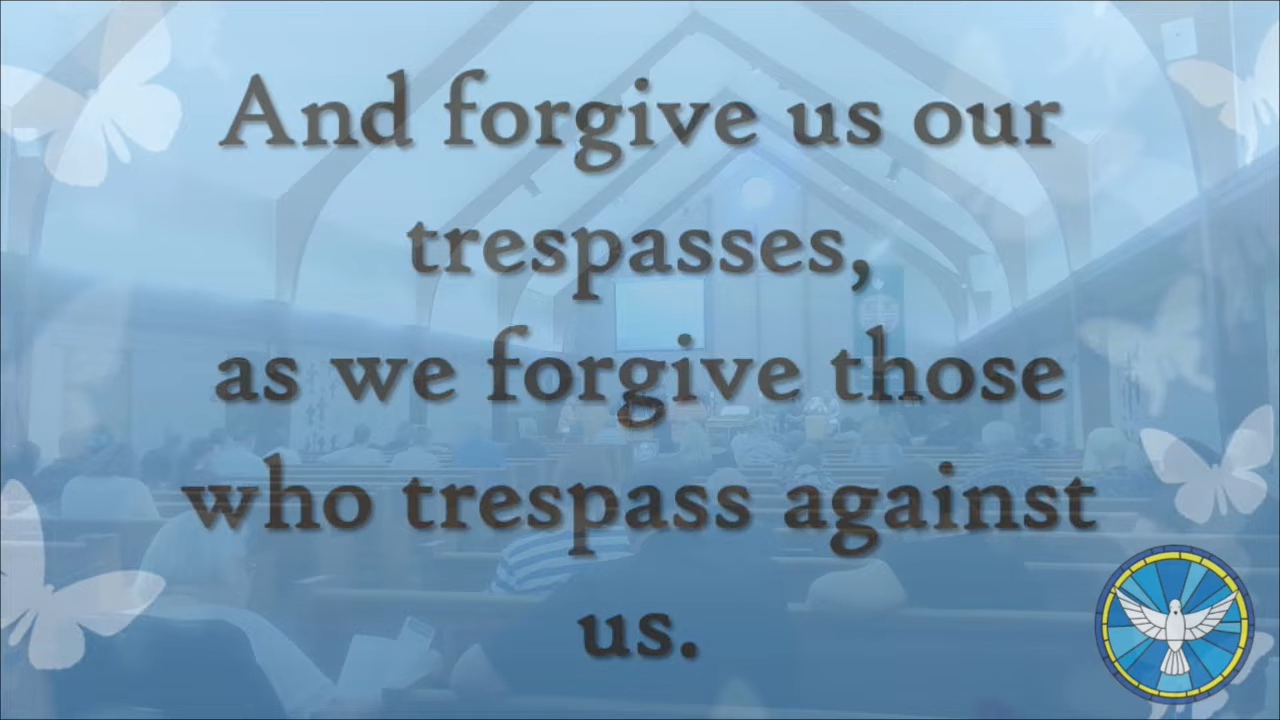 And forgive us our
trespasses,
as we forgive those
who trespass against
us.